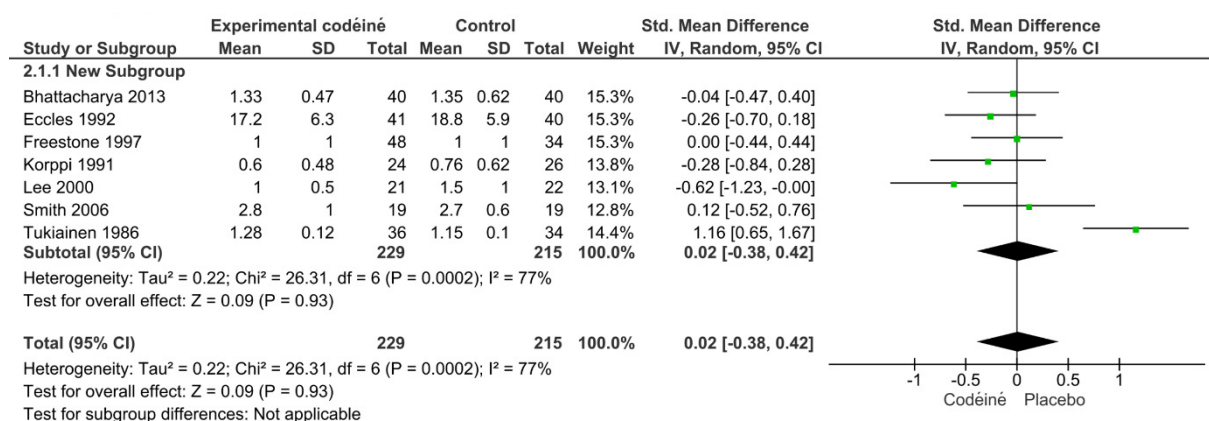 Experimental codéiné Control Std. Mean Difference Std. Mean Difference
Study or Subgroup Mean SD Total Mean SD Total Weight IV, Random, 95% CI IV, Random, 95% CI
2.1.1 New Subgroup
Bhattacharya 2013 1.33 0.47 40 1.35 0.62 40 15.3% -0.04 [-0.47, 0.40]
Eccles 1992 17.2 6.3 41 18.8 5.9 40 15.3% -0.26 [-0.70, 0.18]
Freestone 1997 1 1 48 1 1 34 15.3% 0.00 [-0.44, 0.44]
Korppi 1991 0.6 0.48 24 0.76 0.62 26 13.8% -0.28 [-0.84, 0.28]
Lee 2000 1 0.5 21 1.5 1 22 13.1% -0.62 [-1.23, -0.00]
Smith 2006 2.8 1 19 2.7 0.6 19 12.8% 0.12 [-0.52, 0.76]
Tukiainen 1986 1.28 0.12 36 1.15 0.1 34 14.4% 1.16 [0.65, 1.67]
Subtotal (95% CI) 229 215 100.0% 0.02 [-0.38, 0.42]
Heterogeneity: Tau² = 0.22; Chi² = 26.31, df = 6 (P = 0.0002); I² = 77%
Test for overall effect: Z = 0.09 (P = 0.93)
Total (95% CI) 229 215 100.0% 0.02 [-0.38, 0.42]
Heterogeneity: Tau² = 0.22; Chi² = 26.31, df = 6 (P = 0.0002); I² = 77%
Test for overall effect: Z = 0.09 (P = 0.93)
Test for subgroup differences: Not applicable
-1 -0.5 0 0.5 1
Codéiné Placebo